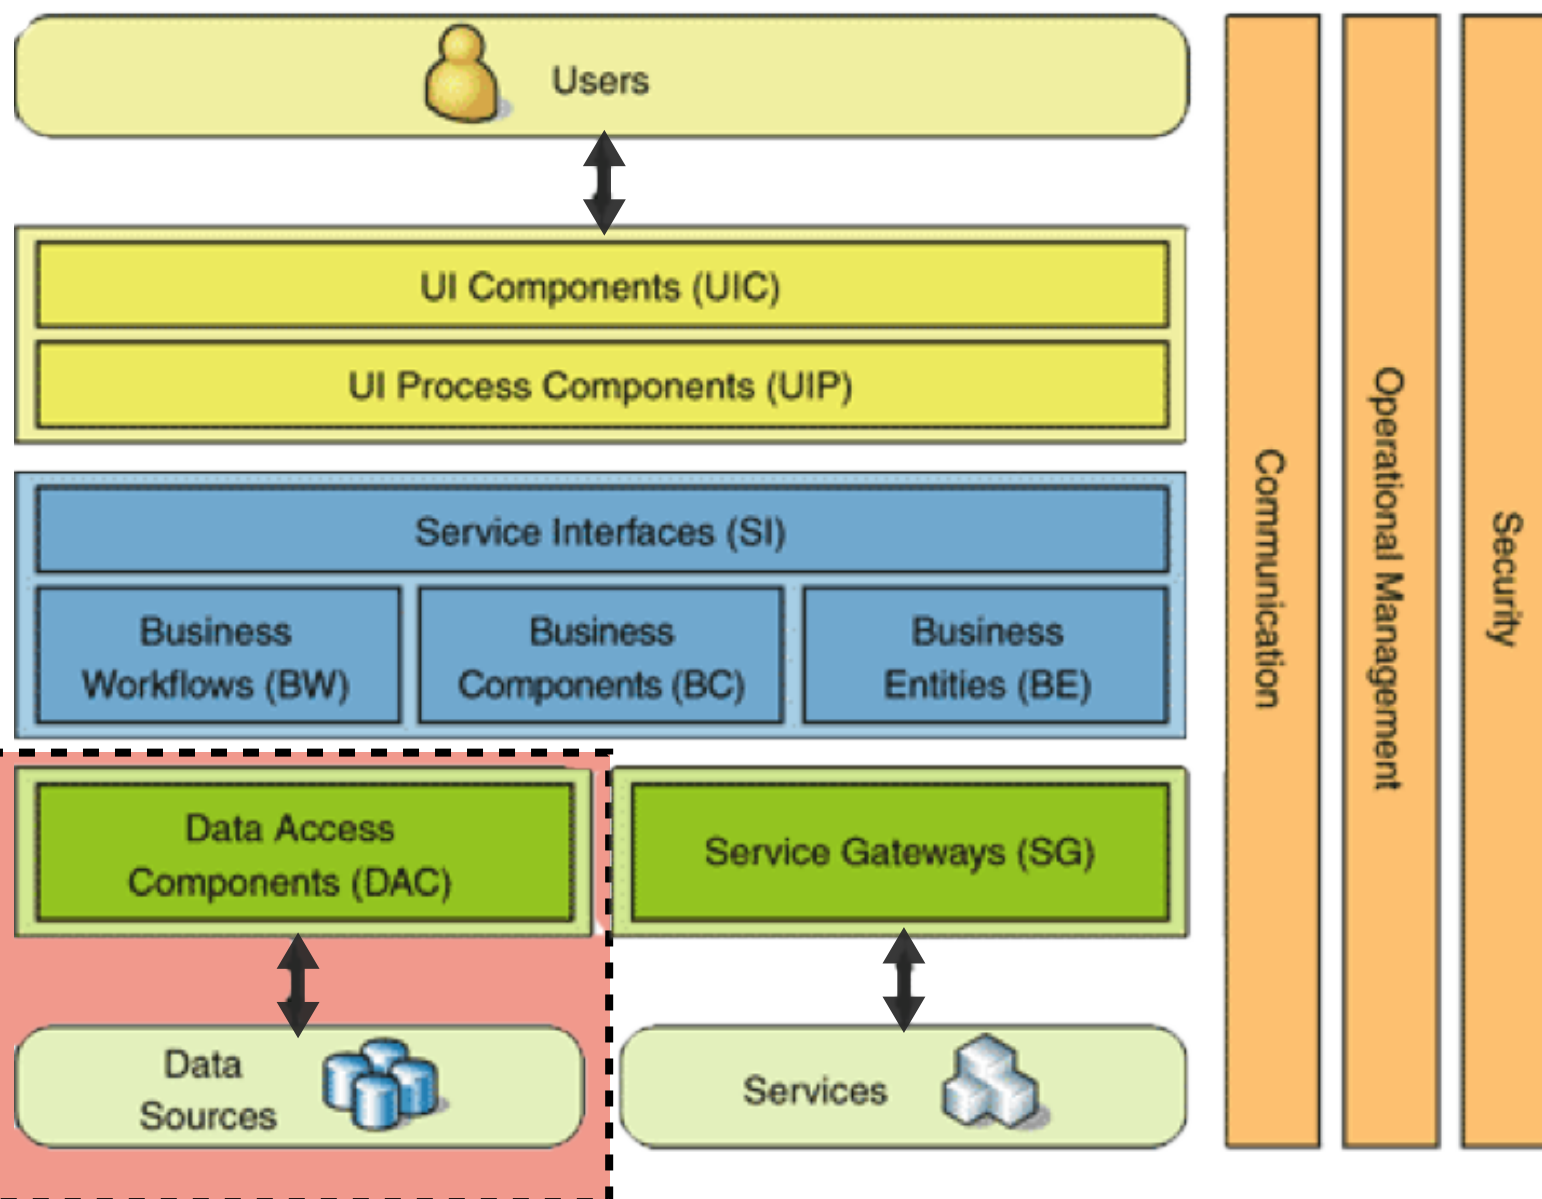 Users
UI Components (UIC)
UI Process Components (UIP)
Service Interfaces (SI)
Business
Workflows (BW)
Business
Components (BC)
Business
Entities (BE)
Data Access
Components (DAC)
Service Gateways (SG)
Data
Sources
Services
Communication
Operational Management
Security